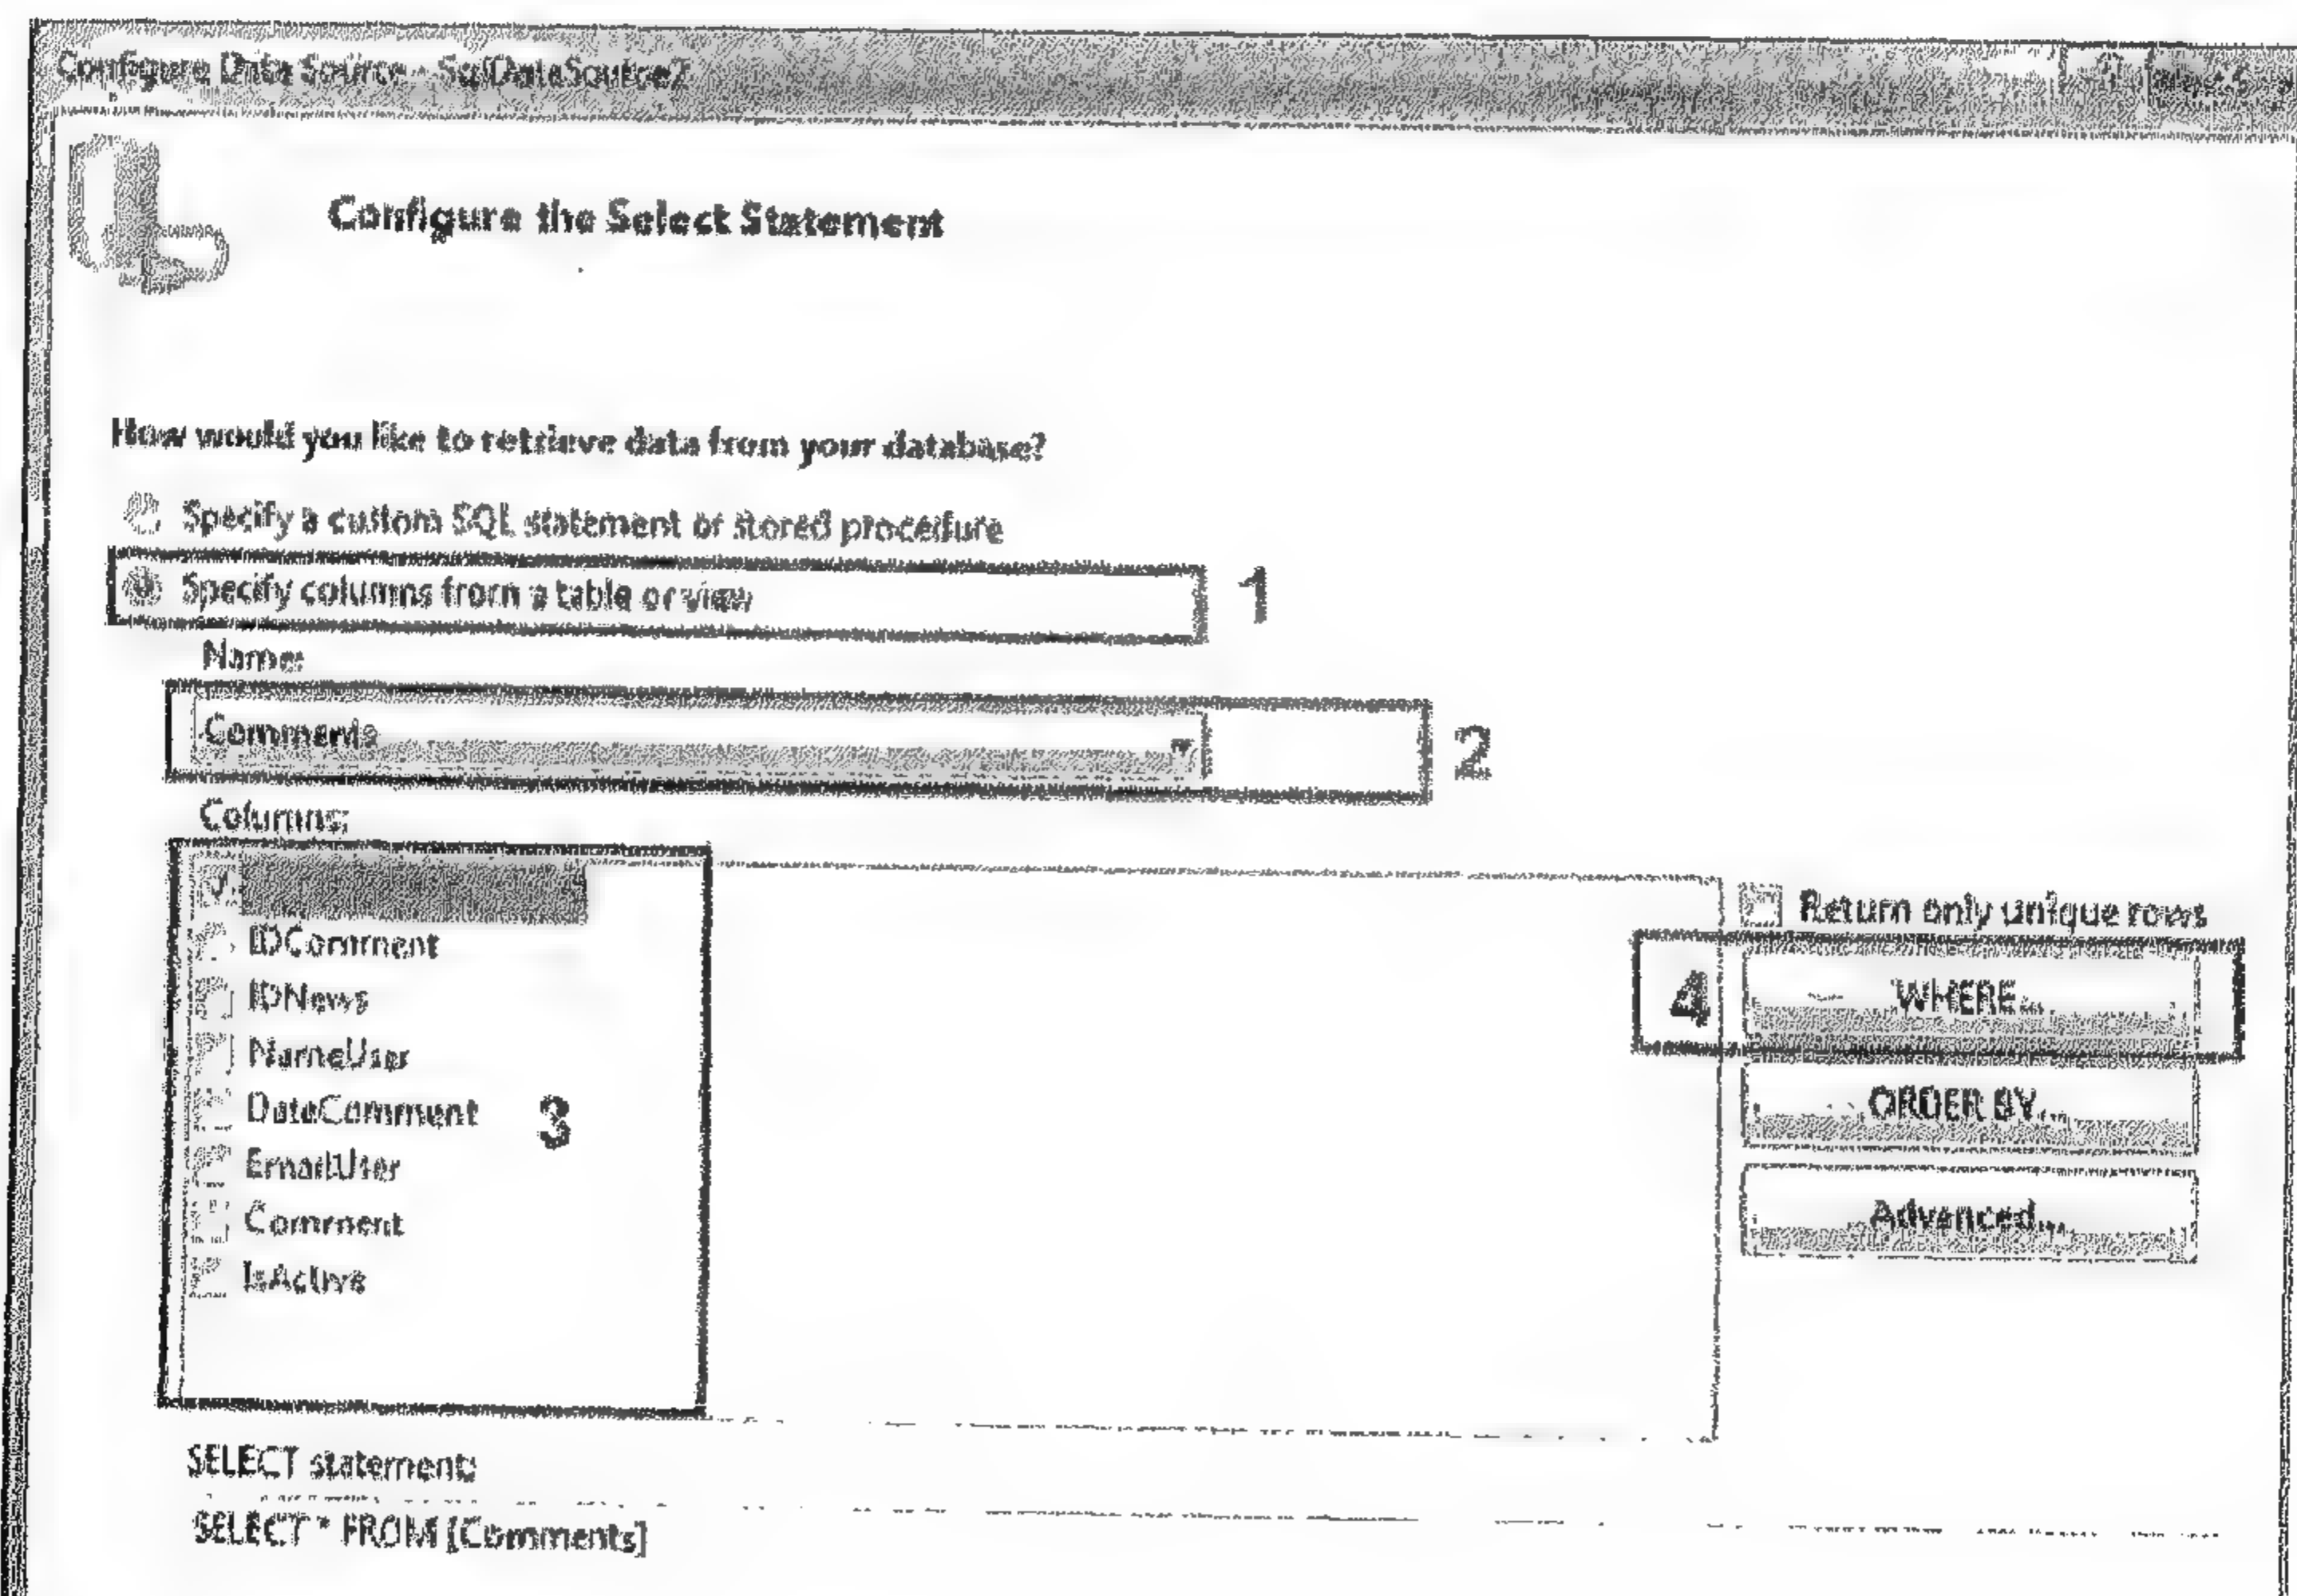 Configure Data Source - SqlDataSource2
Configure the Select Statement
How would you like to retrieve data from your database?
Specify a custom SQL statement or stored procedure
Specify columns from a table or view
1
Name:
Comments
2
Columns:
IDComment
IDNews
NameUser
DateComment
EmailUser
Comment
IsActive
3
Return only unique rows
4
WHERE...
ORDER BY...
Advanced...
SELECT statement:
SELECT * FROM [Comments]